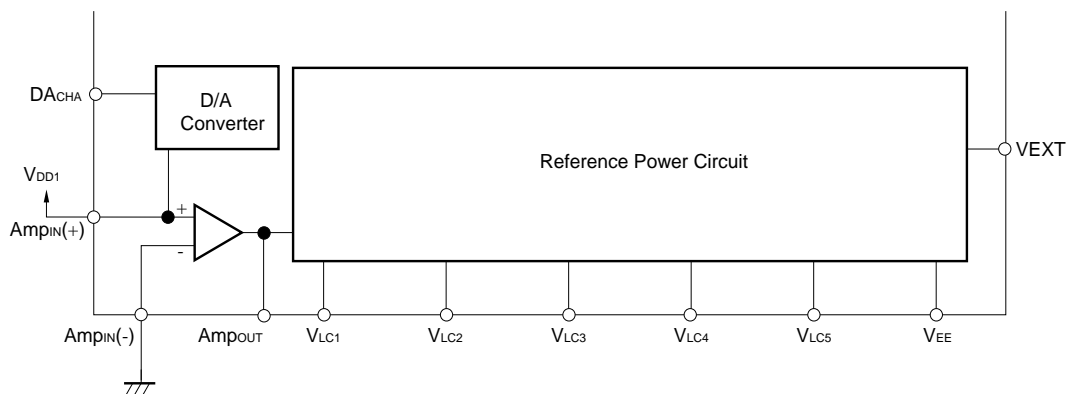 DACHA
D/A
Converter
VEXT
Reference Power Circuit
VDD1
+
AmpIN(+)
-
AmpIN(-)
AmpOUT
VLC1
VLC2
VLC3
VLC4
VLC5
VEE